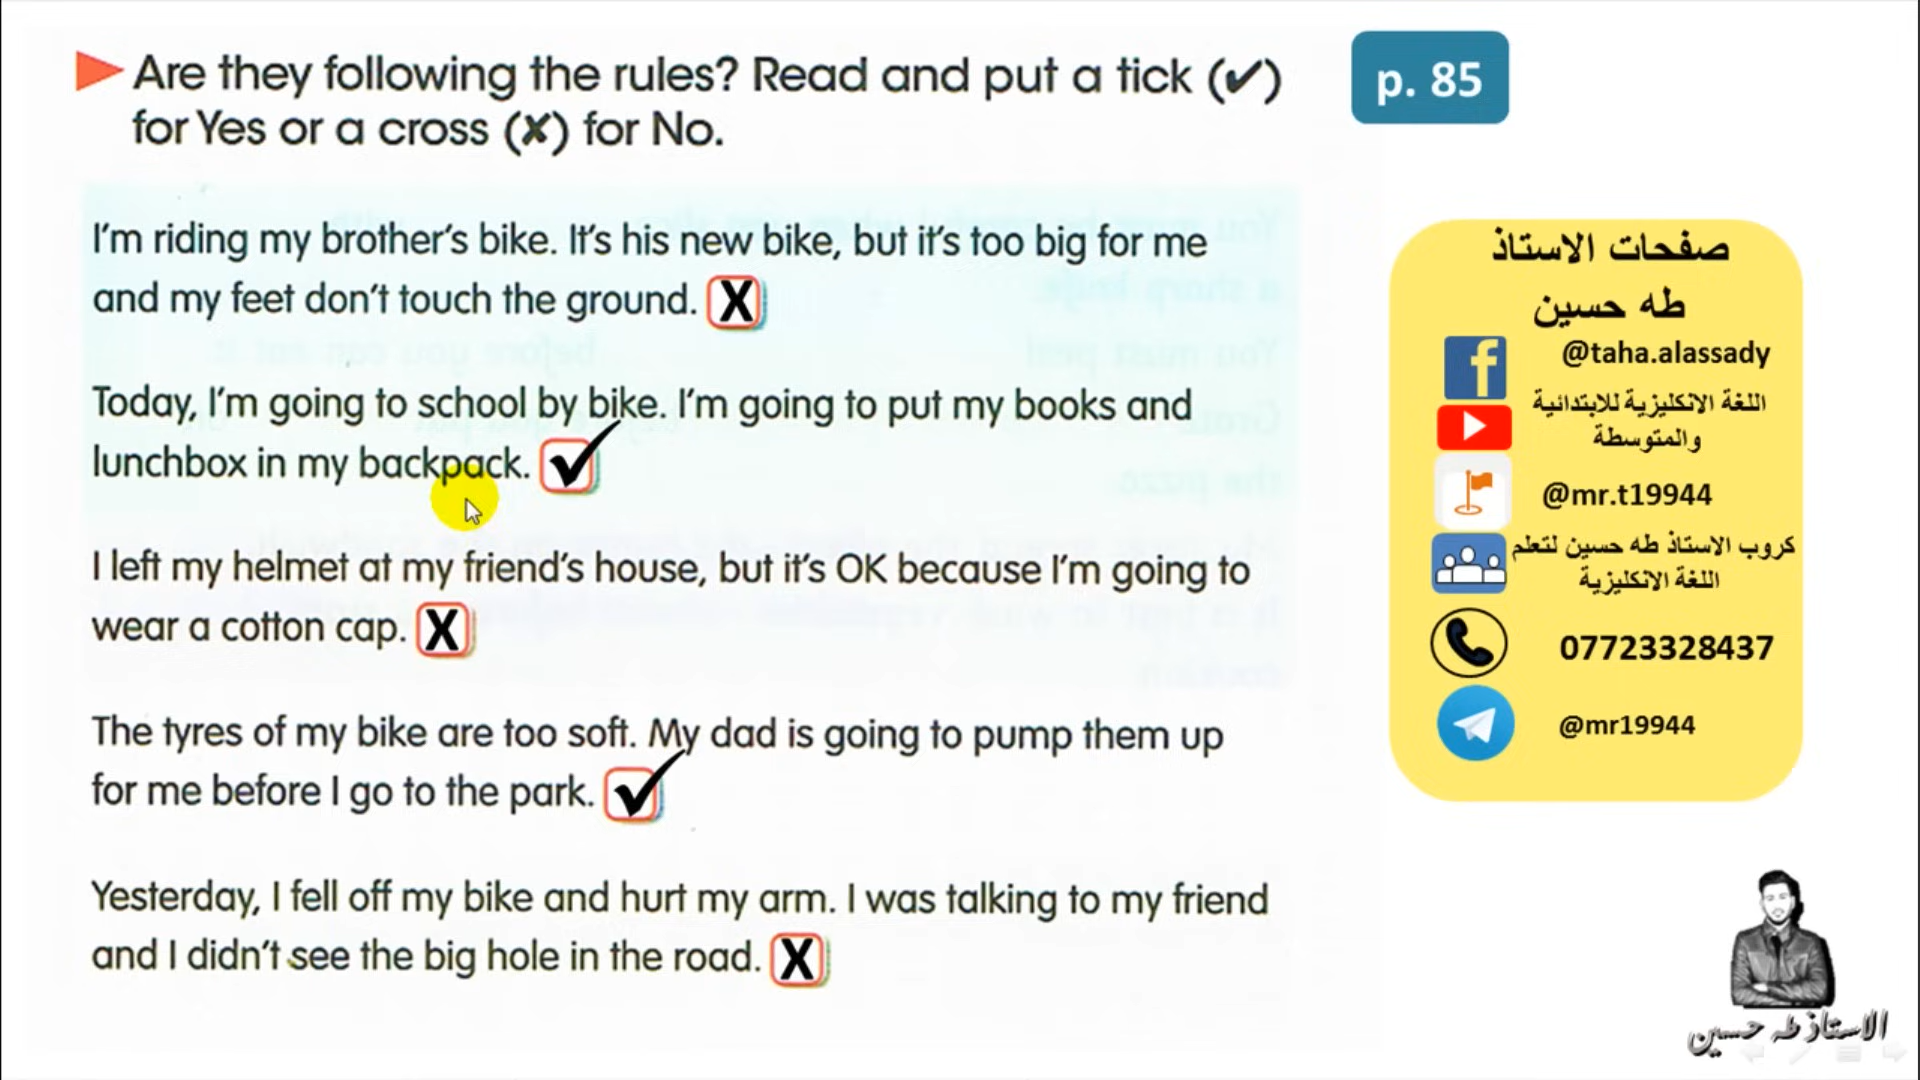 Are they following the rules? Read and put a tick (✔)
for Yes or a cross (✘) for No.
p. 85
I'm riding my brother's bike. It's his new bike, but it's too big for me
and my feet don't touch the ground. X
Today, I'm going to school by bike. I'm going to put my books and
lunchbox in my backpack. ✔
I left my helmet at my friend's house, but it's OK because I'm going to
wear a cotton cap. X
The tyres of my bike are too soft. My dad is going to pump them up
for me before I go to the park. ✔
Yesterday, I fell off my bike and hurt my arm. I was talking to my friend
and I didn't see the big hole in the road. X
صفحات الاستاذ
طه حسين
@taha.alassady
اللغة الانكليزية للابتدائية
والمتوسطة
@mr.t19944
كروب الاستاذ طه حسين لتعلم
اللغة الانكليزية
07723328437
@mr19944
الاستاذ طه حسين